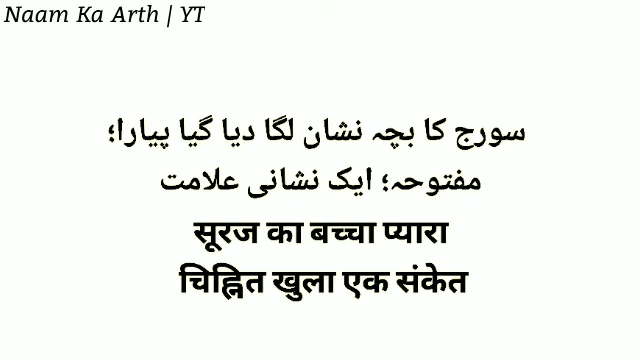 Naam Ka Arth | YT
سورج کا بچہ نشان لگا دیا گیا پیارا؛
مفتوحہ؛ ایک نشانی علامت
सूरज का बच्चा प्यारा
चिह्नित खुला एक संकेत